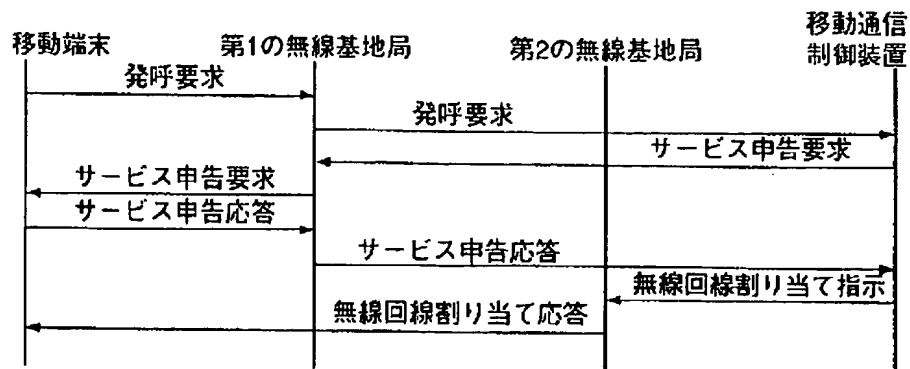 移動端末
第1の無線基地局
第2の無線基地局
移動通信
制御装置
発呼要求
発呼要求
サービス申告要求
サービス申告要求
サービス申告応答
サービス申告応答
無線回線割り当て指示
無線回線割り当て応答